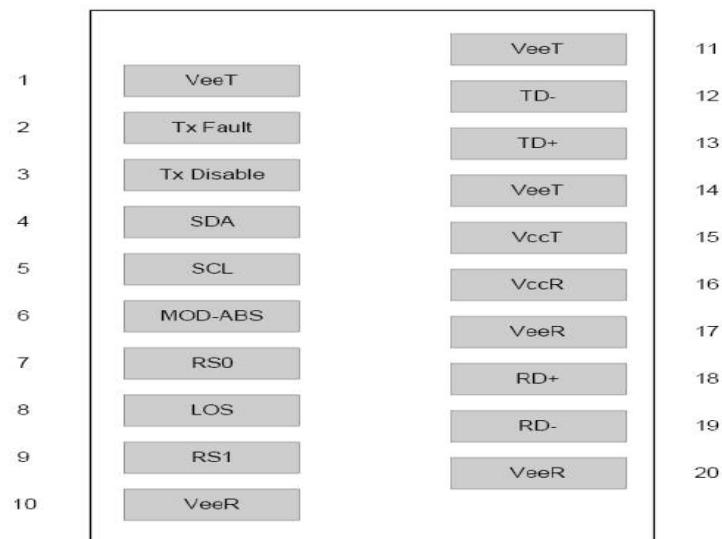 VeeT 11
1 VeeT
TD- 12
2 Tx Fault
TD+ 13
3 Tx Disable
VeeT 14
4 SDA
VccT 15
5 SCL
VccR 16
6 MOD-ABS
VeeR 17
7 RS0
RD+ 18
8 LOS
RD- 19
9 RS1
VeeR 20
10 VeeR